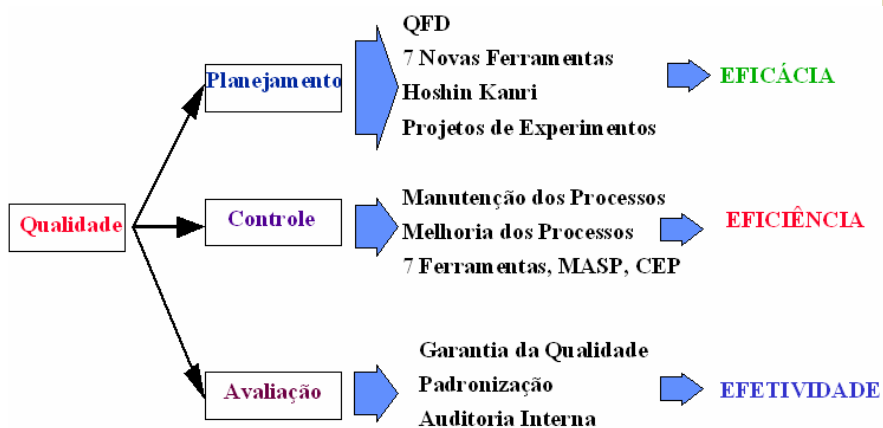 Qualidade
Planejamento
QFD
7 Novas Ferramentas
Hoshin Kanri
Projetos de Experimentos
EFICÁCIA
Controle
Manutenção dos Processos
Melhoria dos Processos
7 Ferramentas, MASP, CEP
EFICIÊNCIA
Avaliação
Garantia da Qualidade
Padronização
Auditoria Interna
EFETIVIDADE